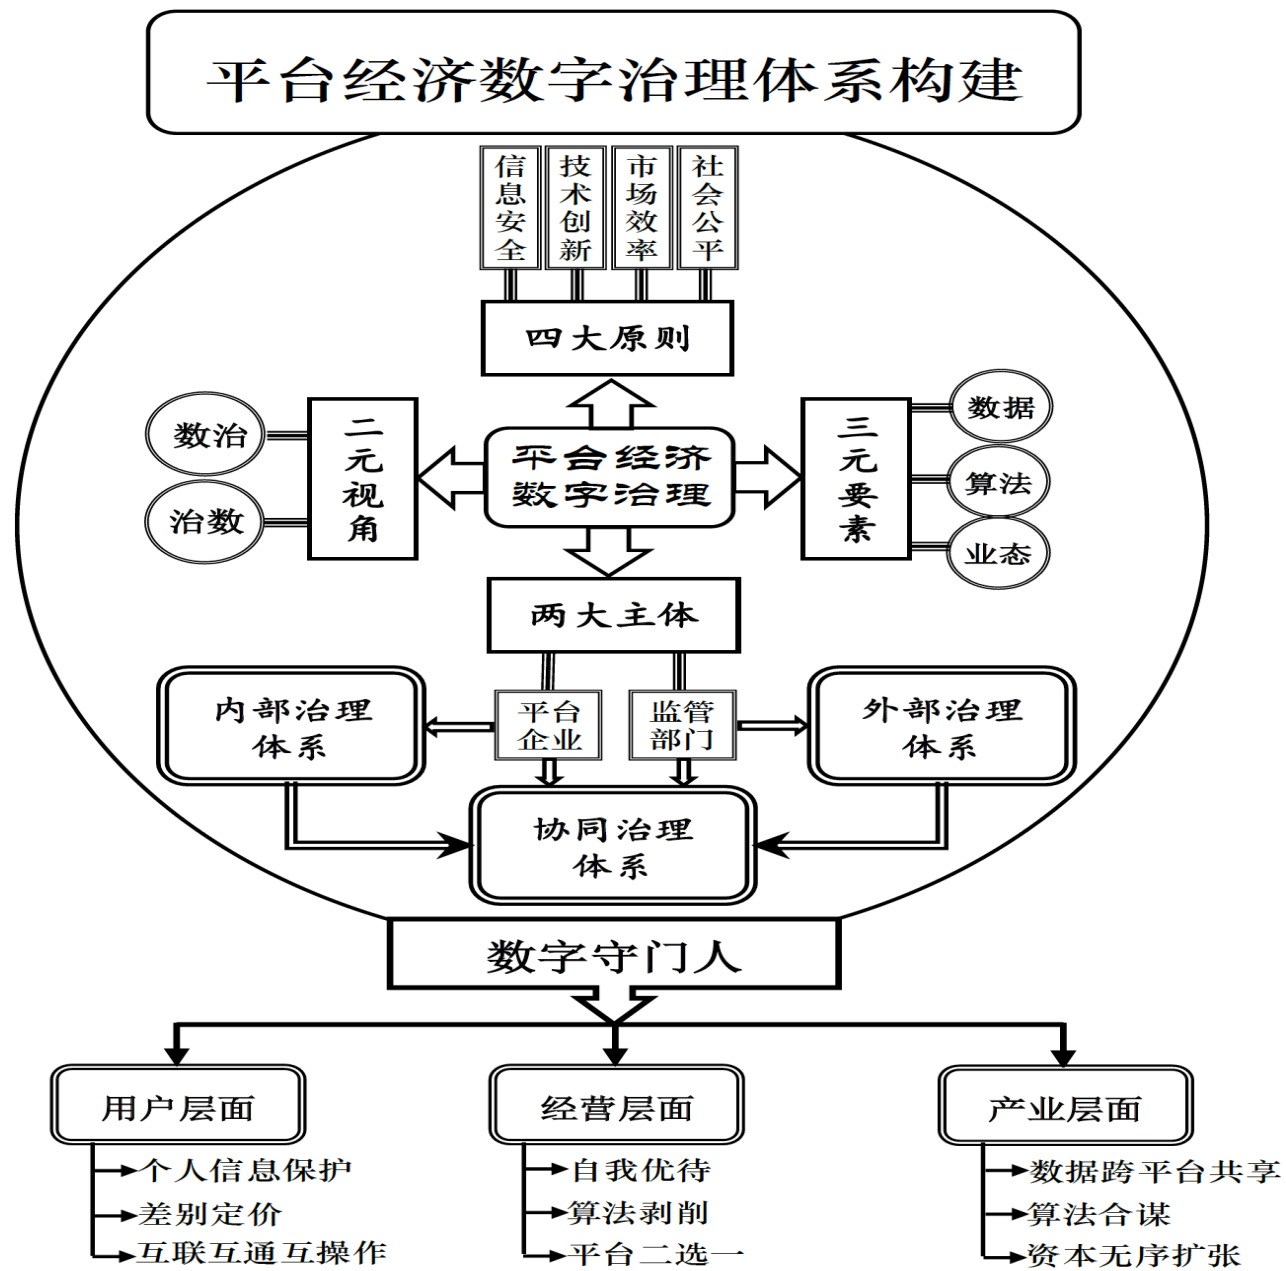 平台经济数字治理体系构建
信息安全
技术创新
市场效率
社会公平
四大原则
数治
治数
二元视角
平台经济
数字治理
三元要素
数据
算法
业态
两大主体
平台
企业
监管
部门
内部治理
体系
外部治理
体系
协同治理
体系
数字守门人
用户层面
个人信息保护
差别定价
互联互通互操作
经营层面
自我优待
算法剥削
平台二选一
产业层面
数据跨平台共享
算法合谋
资本无序扩张